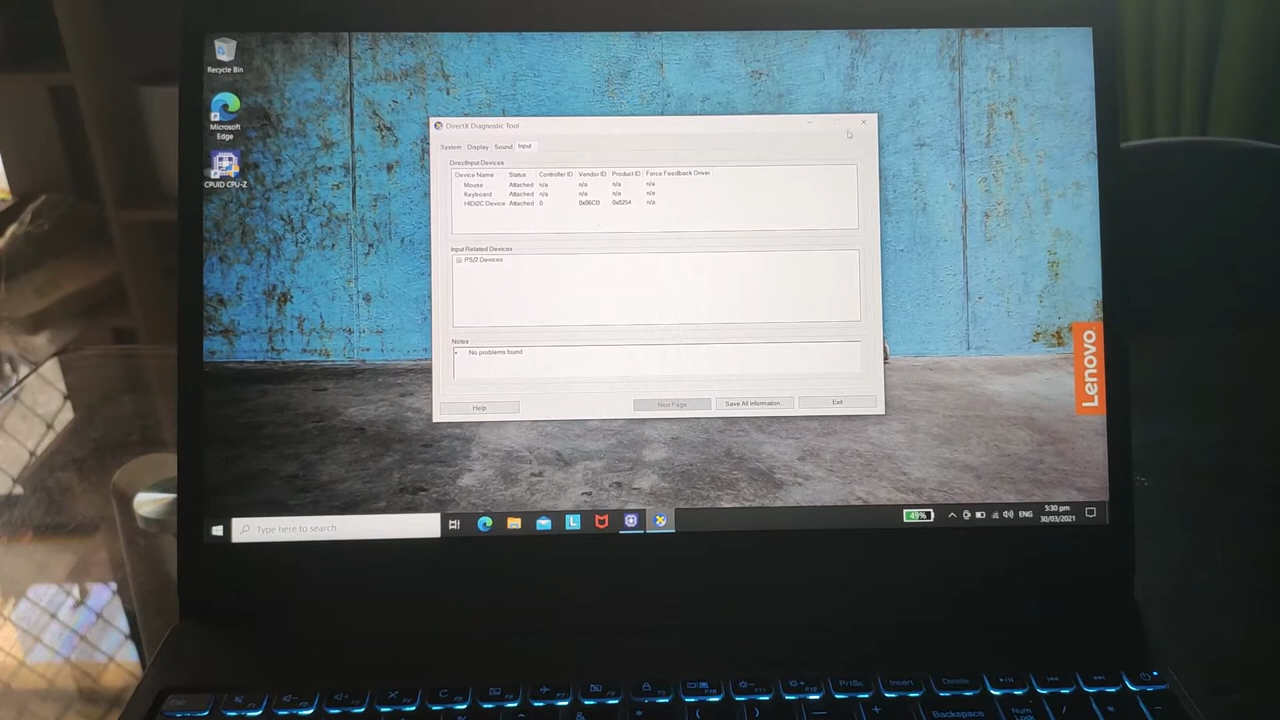 Recycle Bin
Microsoft
Edge
CPUID CPU-Z
DirectX Diagnostic Tool
System Display Sound Input
DirectInput Devices
Device Name Status Controller ID Vendor ID Product ID Force Feedback Driver
Mouse Attached n/a n/a n/a n/a
Keyboard Attached n/a n/a n/a n/a
HIDI2C Device Attached 0 0x06CB 0x8254 n/a
Input Related Devices
PS/2 Devices
Notes
No problems found
Help Next Page Save All Information... Exit
Lenovo
Type here to search
L
49% ENG 5:30 pm
30/03/2021
PrtSc Insert Delete
Backspace Num